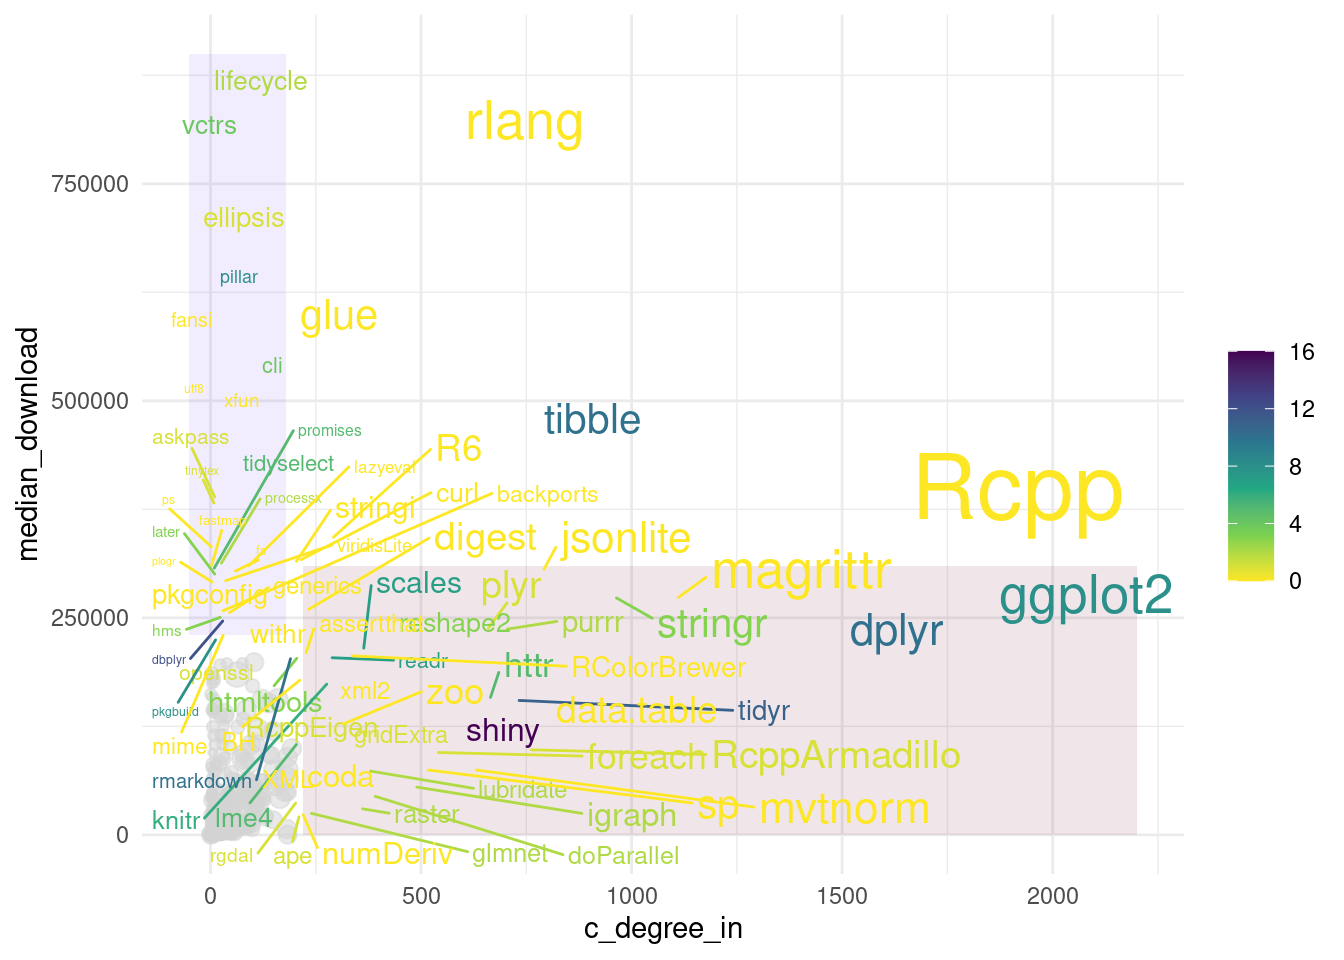 lifecycle
rlang
vctrs
750000
ellipsis
pillar
glue
fansi
cli
16
utf8
xfun
500000
12
tibble
askpass
promises
R6
tidyselect
lazyeval
8
tinytex
Rcpp
ps
processx
curl
backports
stringi
fastmap
4
later
digest
jsonlite
viridisLite
fs
plogr
magrittr
0
generics
scales
plyr
pkgconfig
ggplot2
250000
hms
withr
assertthat
reshape2
purrr
stringr
dplyr
dbplyr
readr
httr
RColorBrewer
openssl
xml2
zoo
pkgbuild
htmltools
data.table
tidyr
RcppEigen
gridExtra
shiny
mime
BH
foreach
RcppArmadillo
rmarkdown
XML
coda
lubridate
knitr
lme4
raster
igraph
sp
mvtnorm
0
rgdal
ape
numDeriv
glmnet
doParallel
0
500
1000
1500
2000
c_degree_in
median_download